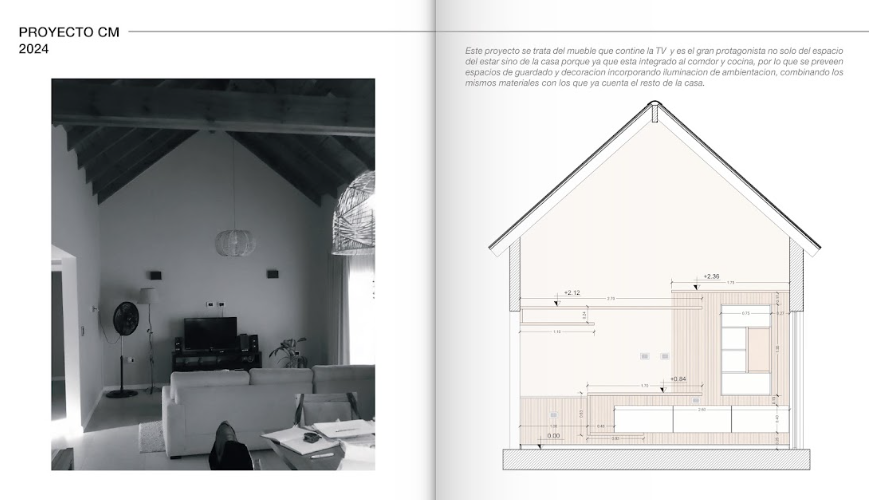 PROYECTO CM
2024
Este proyecto se trata del mueble que contine la TV y es el gran protagonista no solo del espacio
del estar sino de la casa porque ya que esta integrado al comdor y cocina, por lo que se preveen
espacios de guardado y decoracion incorporando iluminacion de ambientacion, combinando los
mismos materiales con los que ya cuenta el resto de la casa.
+2.36
+2.12
+0.84
0.00